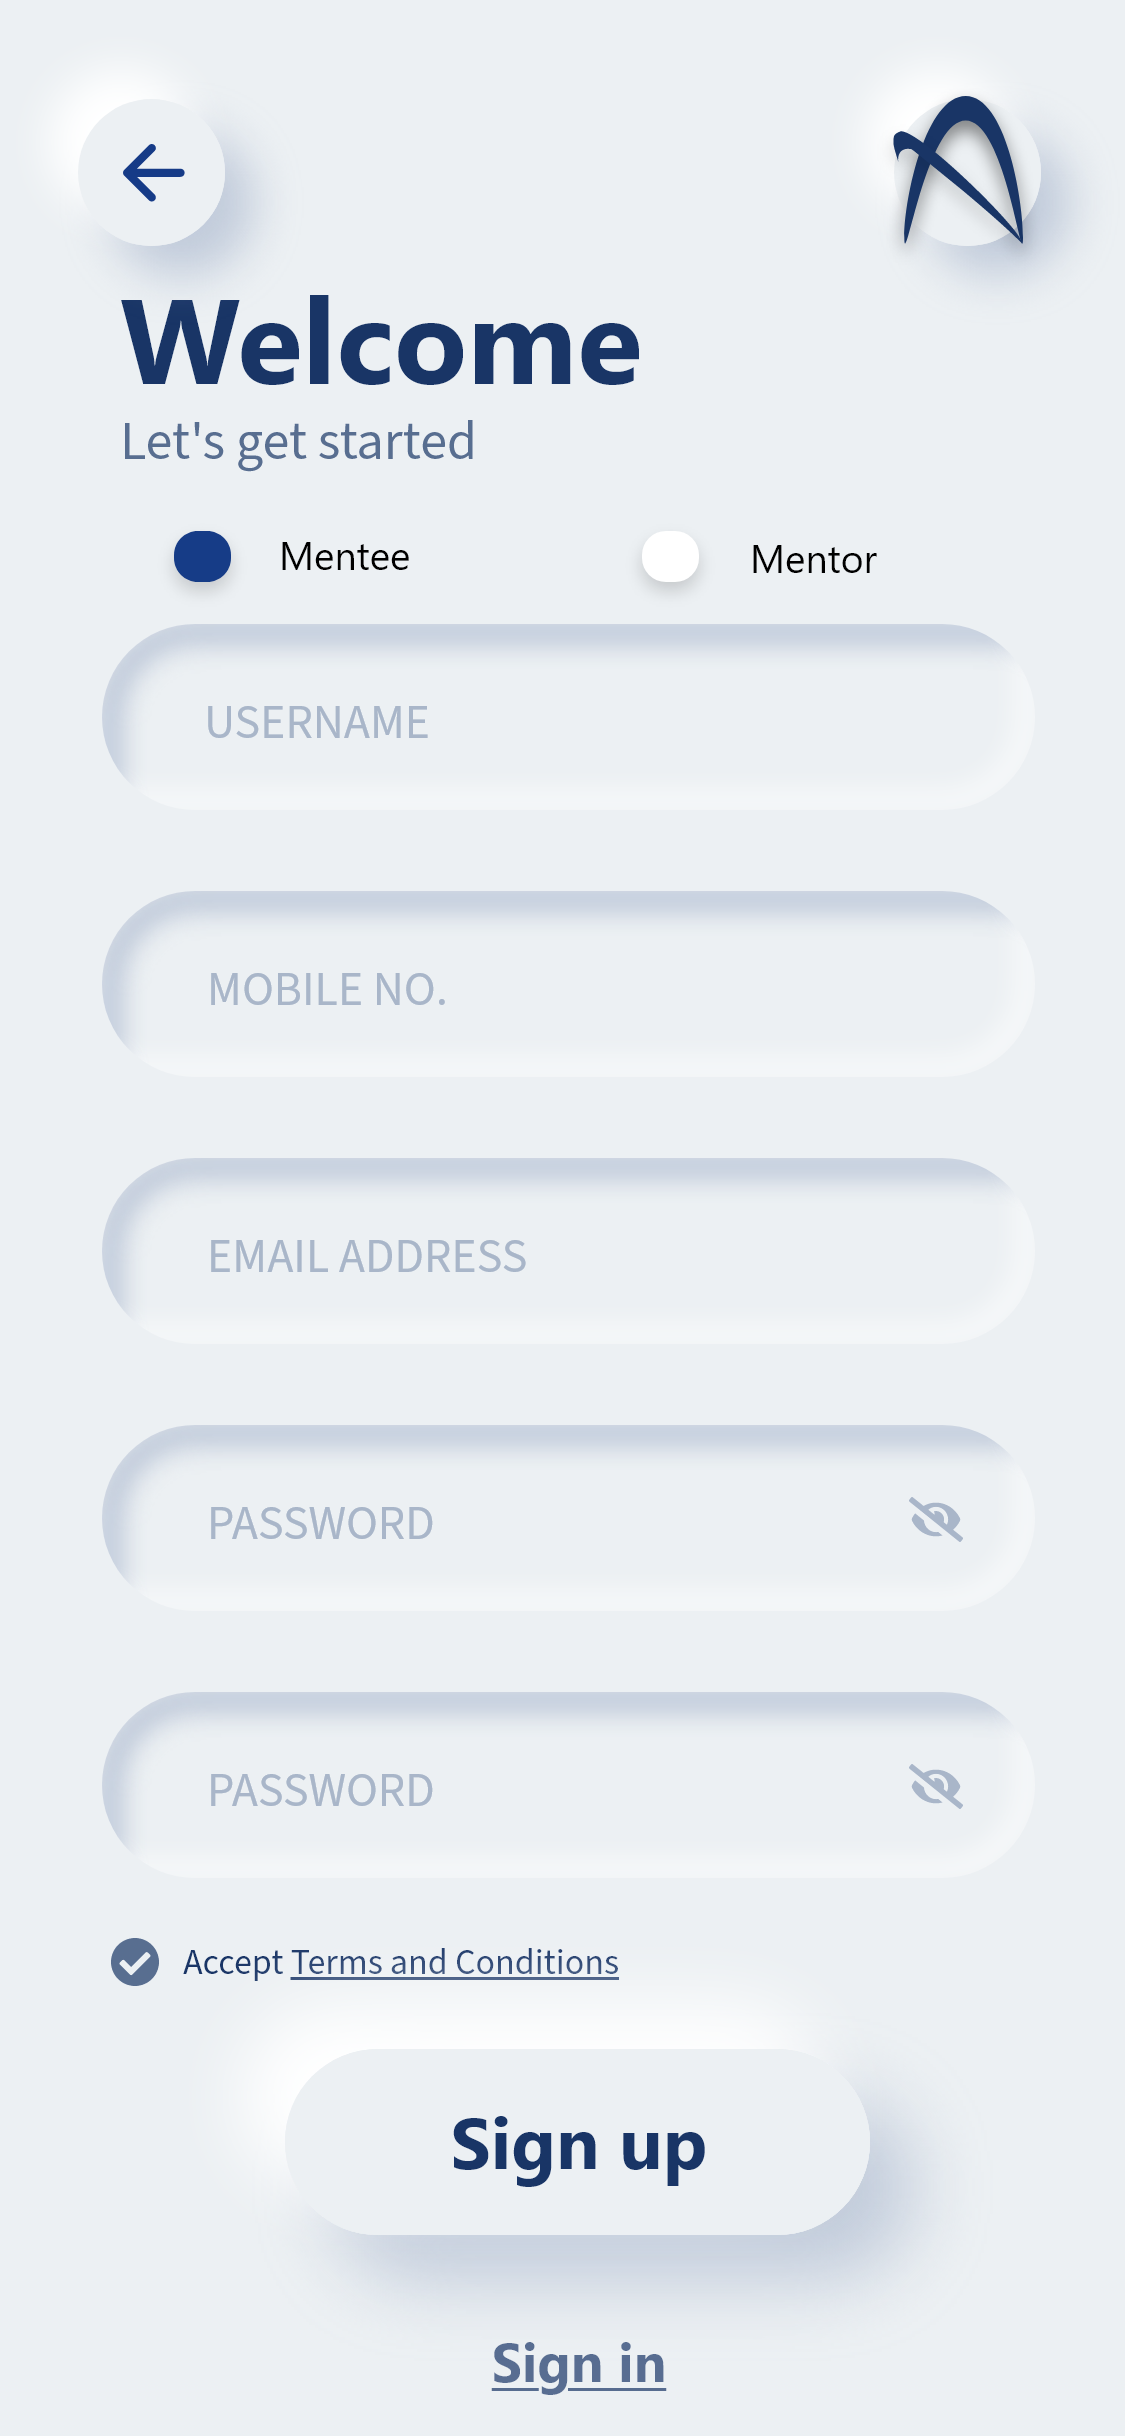 Welcome
Let's get started
Mentee
Mentor
USERNAME
MOBILE NO.
EMAIL ADDRESS
PASSWORD
PASSWORD
Accept Terms and Conditions
Sign up
Sign in